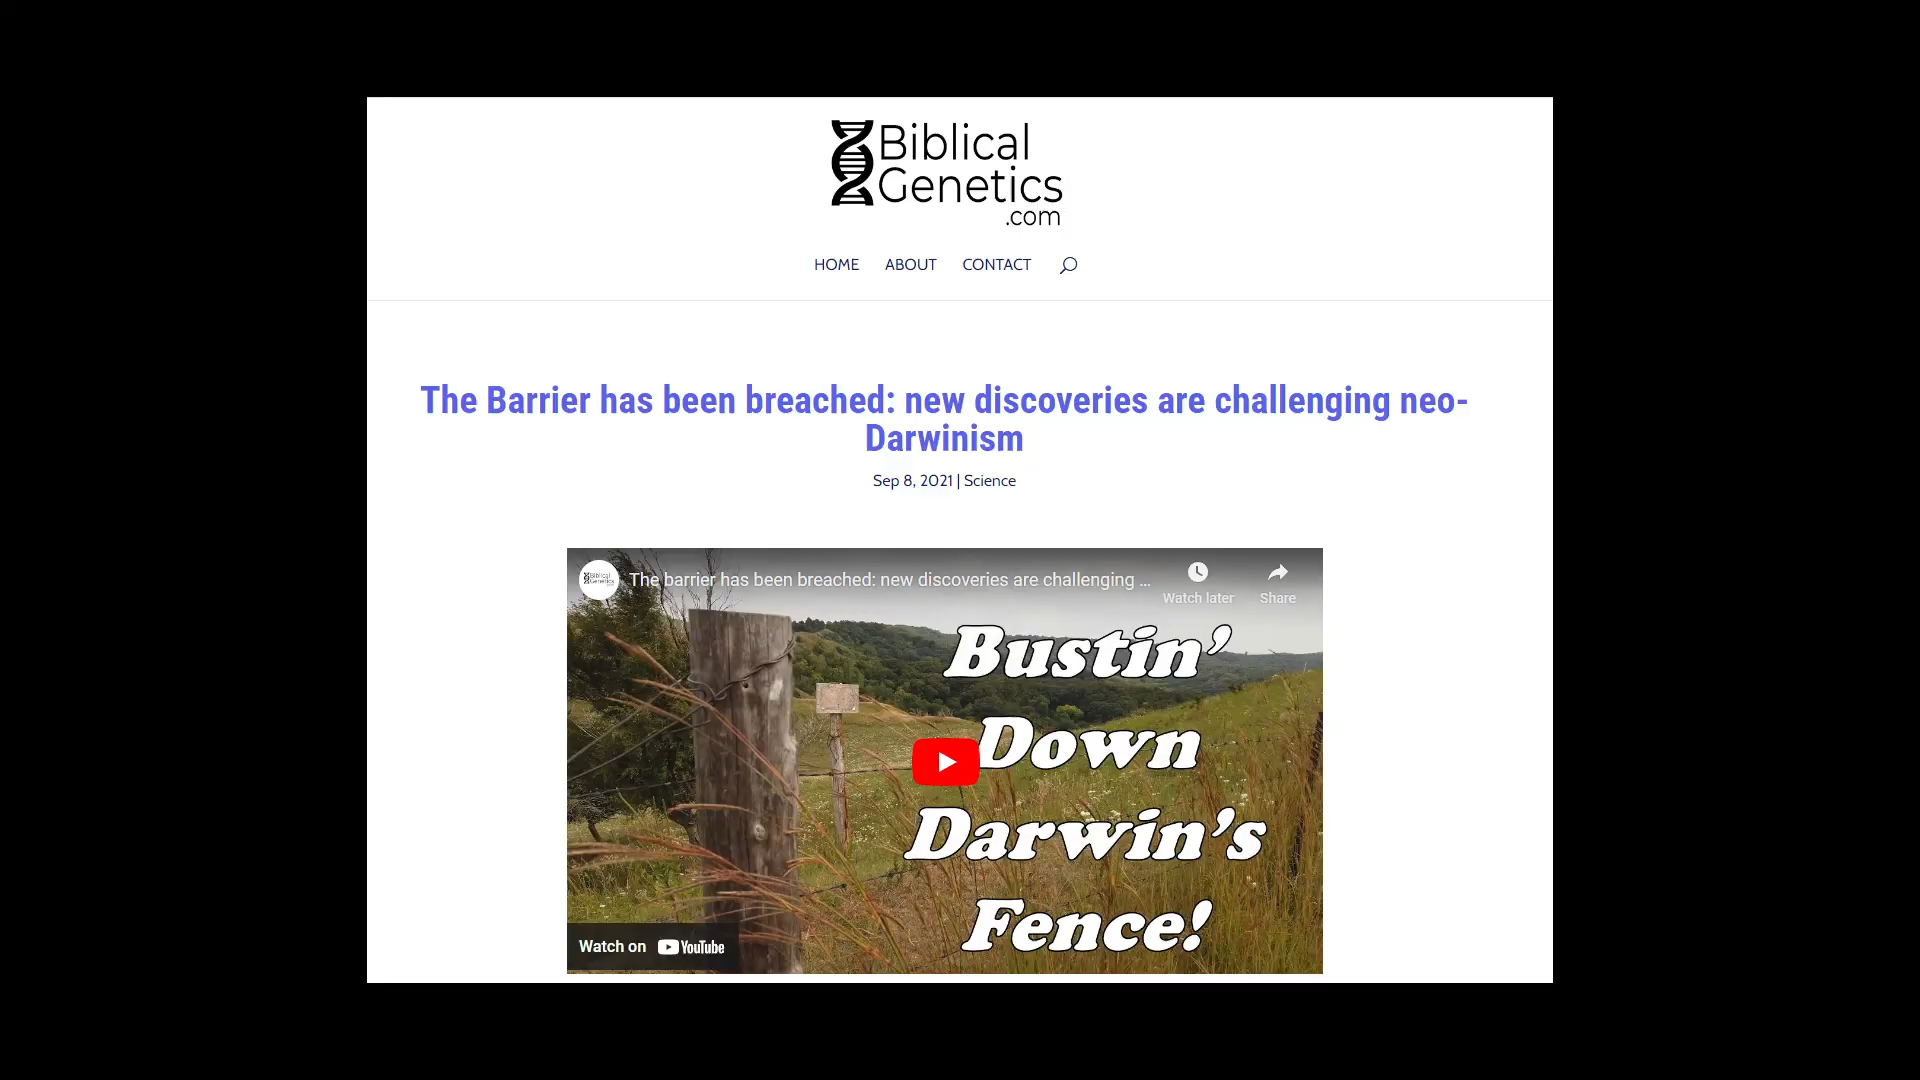 Biblical
Genetics
.com
HOME ABOUT CONTACT
The Barrier has been breached: new discoveries are challenging neo-
Darwinism
Sep 8, 2021 | Science
Biblical
Genetics
The barrier has been breached: new discoveries are challenging ...
Watch later
Share
Bustin'
Down
Darwin's
Fence!
Watch on YouTube